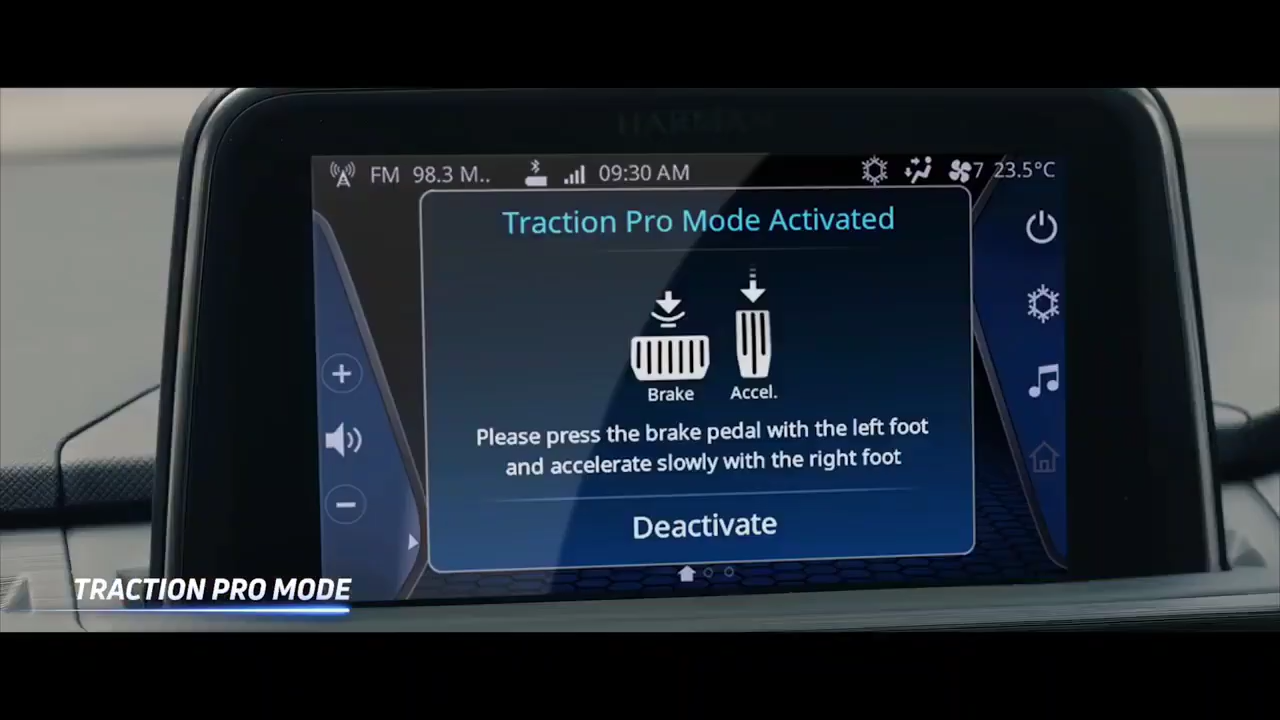 HARMAN
FM 98.3 M.. 09:30 AM 7 23.5°C
Traction Pro Mode Activated
Brake Accel.
Please press the brake pedal with the left foot
and accelerate slowly with the right foot
Deactivate
TRACTION PRO MODE